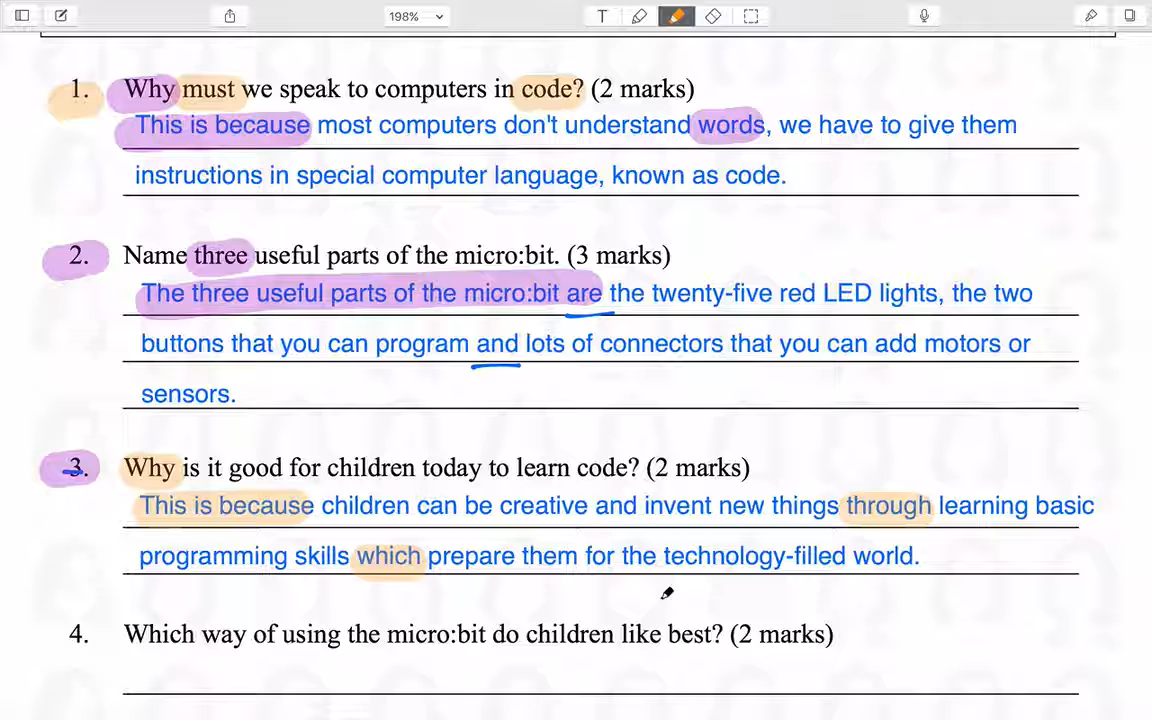 198%
T
1. Why must we speak to computers in code? (2 marks)
This is because most computers don't understand words, we have to give them
instructions in special computer language, known as code.
2. Name three useful parts of the micro:bit. (3 marks)
The three useful parts of the micro:bit are the twenty-five red LED lights, the two
buttons that you can program and lots of connectors that you can add motors or
sensors.
3. Why is it good for children today to learn code? (2 marks)
This is because children can be creative and invent new things through learning basic
programming skills which prepare them for the technology-filled world.
4. Which way of using the micro:bit do children like best? (2 marks)